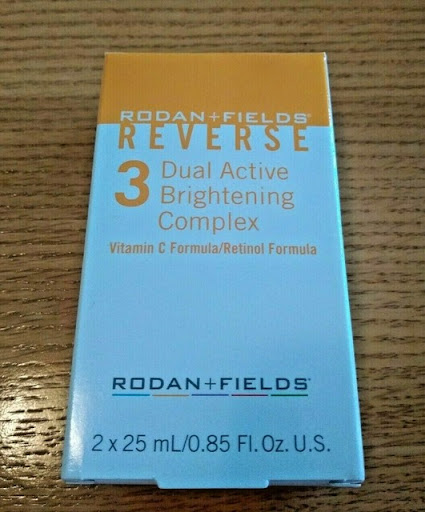 RODAN+FIELDS®
REVERSE
3 Dual Active
Brightening
Complex
Vitamin C Formula/Retinol Formula
RODAN+FIELDS®
2 x 25 mL/0.85 Fl.Oz. U.S.